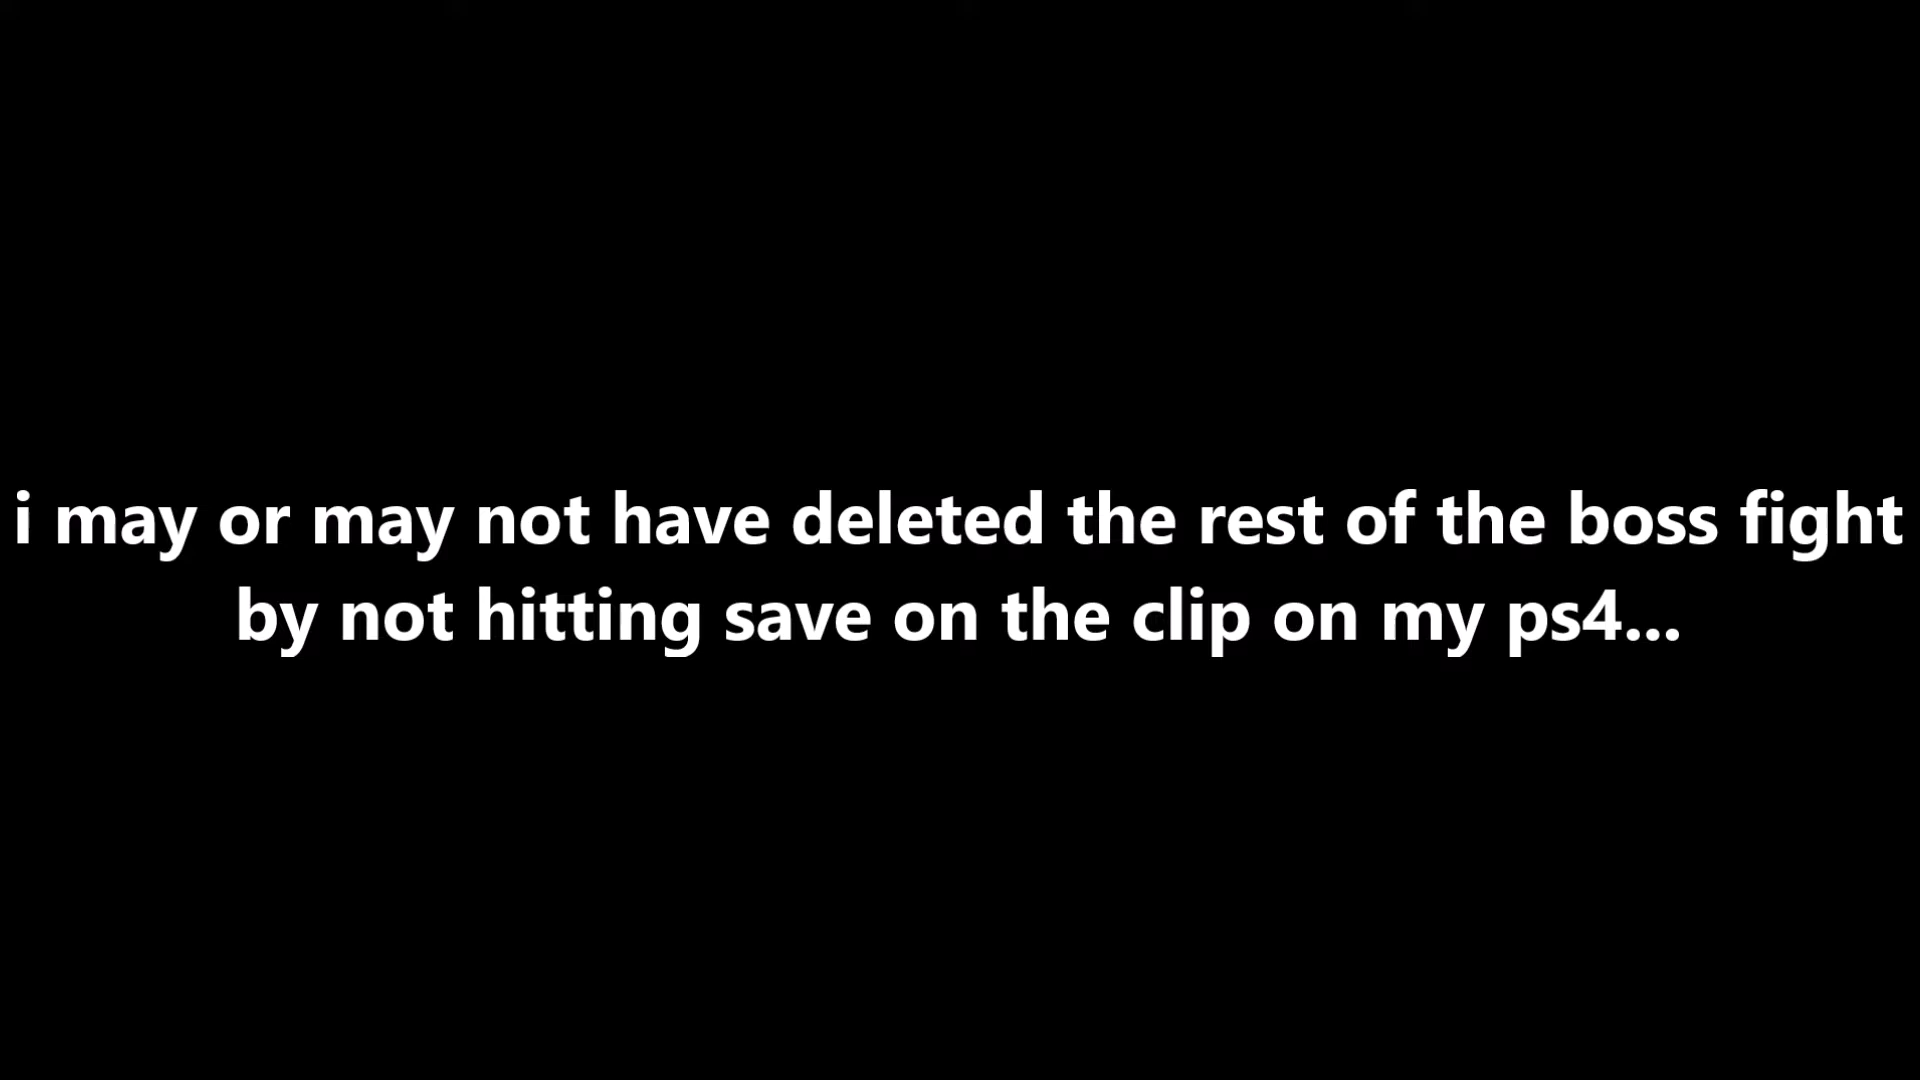 i may or may not have deleted the rest of the boss fight
by not hitting save on the clip on my ps4...